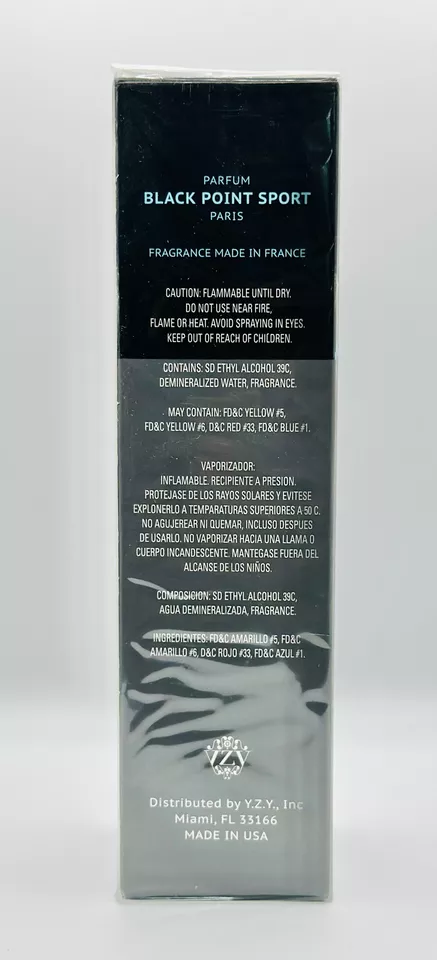 PARFUM
BLACK POINT SPORT
PARIS
FRAGRANCE MADE IN FRANCE
CAUTION: FLAMMABLE UNTIL DRY.
DO NOT USE NEAR FIRE,
FLAME OR HEAT. AVOID SPRAYING IN EYES.
KEEP OUT OF REACH OF CHILDREN.
CONTAINS: SD ETHYL ALCOHOL 39C,
DEMINERALIZED WATER, FRAGRANCE.
MAY CONTAIN: FD&C YELLOW #5,
FD&C YELLOW #6, D&C RED #33, FD&C BLUE #1.
VAPORIZADOR:
INFLAMABLE. RECIPIENTE A PRESION.
PROTEJASE DE LOS RAYOS SOLARES Y EVITESE
EXPLONERLO A TEMPERATURAS SUPERIORES A 50 C.
NO AGUJEREAR NI QUEMAR, INCLUSO DESPUES
DE USARLO. NO VAPORIZAR HACIA UNA LLAMA O
CUERPO INCANDESCENTE. MANTEGASE FUERA DEL
ALCANSE DE LOS NIÑOS.
COMPOSICION: SD ETHYL ALCOHOL 39C,
AGUA DEMINERALIZADA, FRAGRANCE.
INGREDIENTES: FD&C AMARILLO #5, FD&C
AMARILLO #6, D&C ROJO #33, FD&C AZUL #1.
YZY
Distributed by Y.Z.Y., Inc
Miami, FL 33166
MADE IN USA